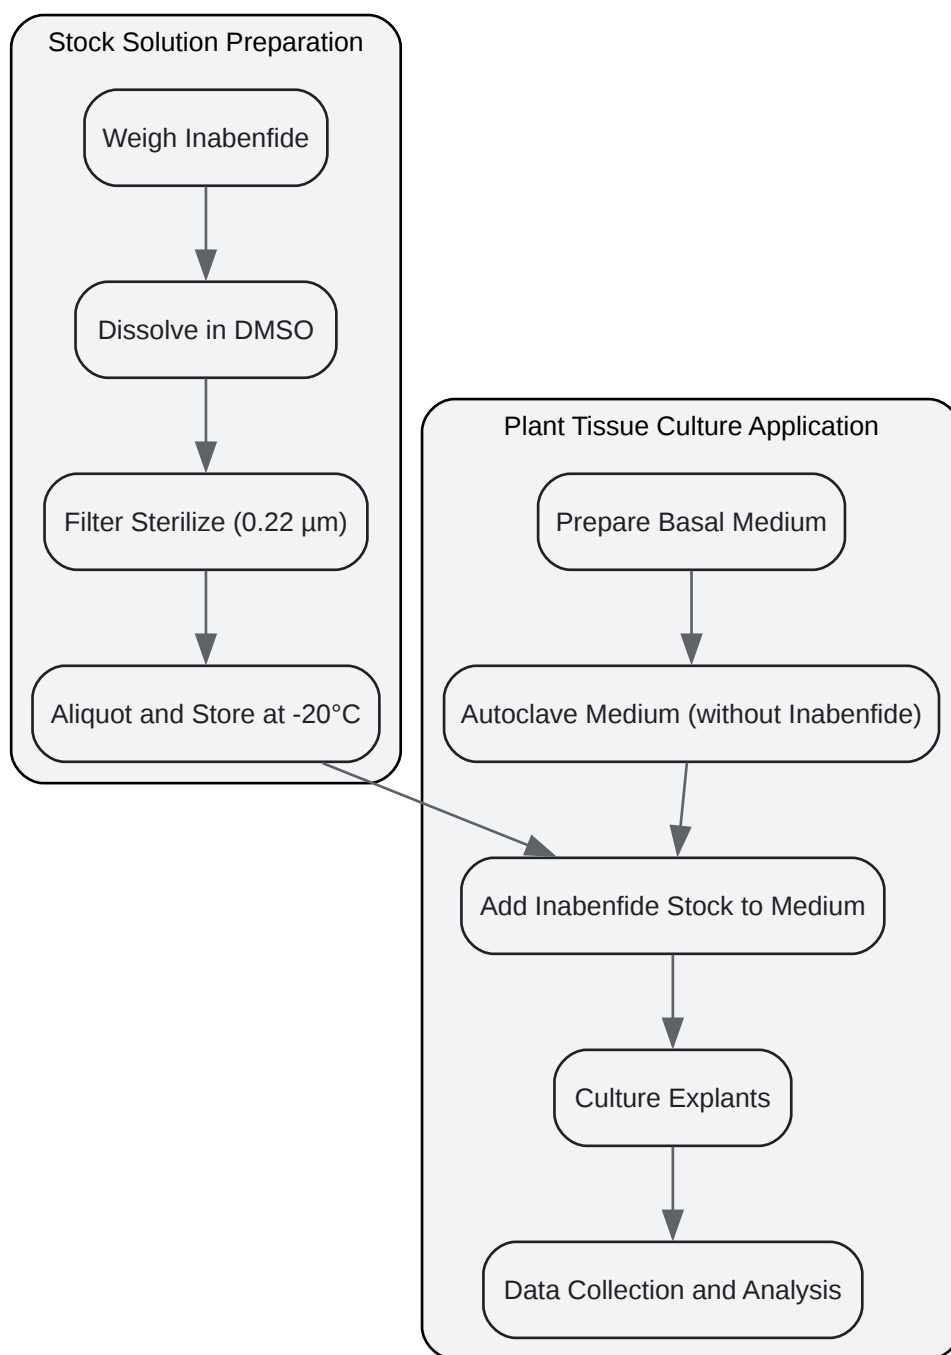 Stock Solution Preparation
Weigh Inabenfide
Dissolve in DMSO
Filter Sterilize (0.22 µm)
Aliquot and Store at -20°C
Plant Tissue Culture Application
Prepare Basal Medium
Autoclave Medium (without Inabenfide)
Add Inabenfide Stock to Medium
Culture Explants
Data Collection and Analysis